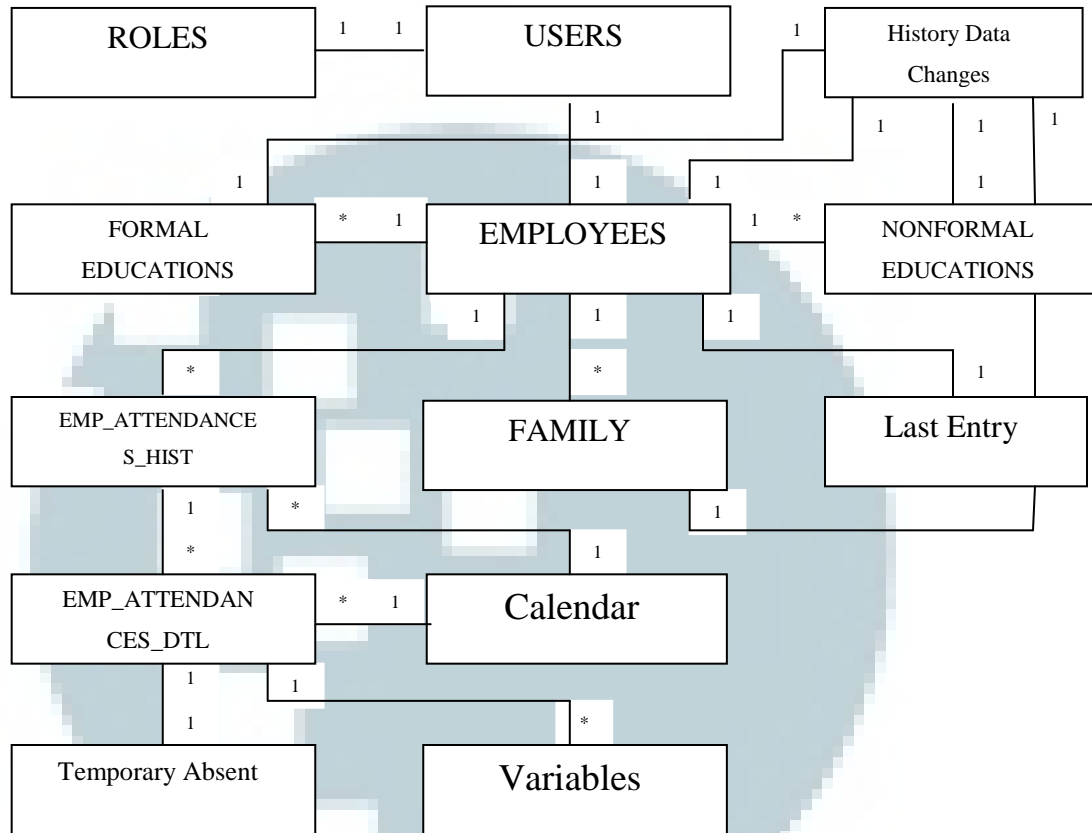 ROLES
1 1
USERS
1
History Data
Changes
1
1
1
1
1
1
1
1
FORMAL
EDUCATIONS
* 1
EMPLOYEES
1 *
NONFORMAL
EDUCATIONS
1
1
1
*
*
1
EMP_ATTENDANCE
S_HIST
FAMILY
Last Entry
1
*
1
*
1
EMP_ATTENDAN
CES_DTL
* 1
Calendar
1
1
1
*
Temporary Absent
Variables